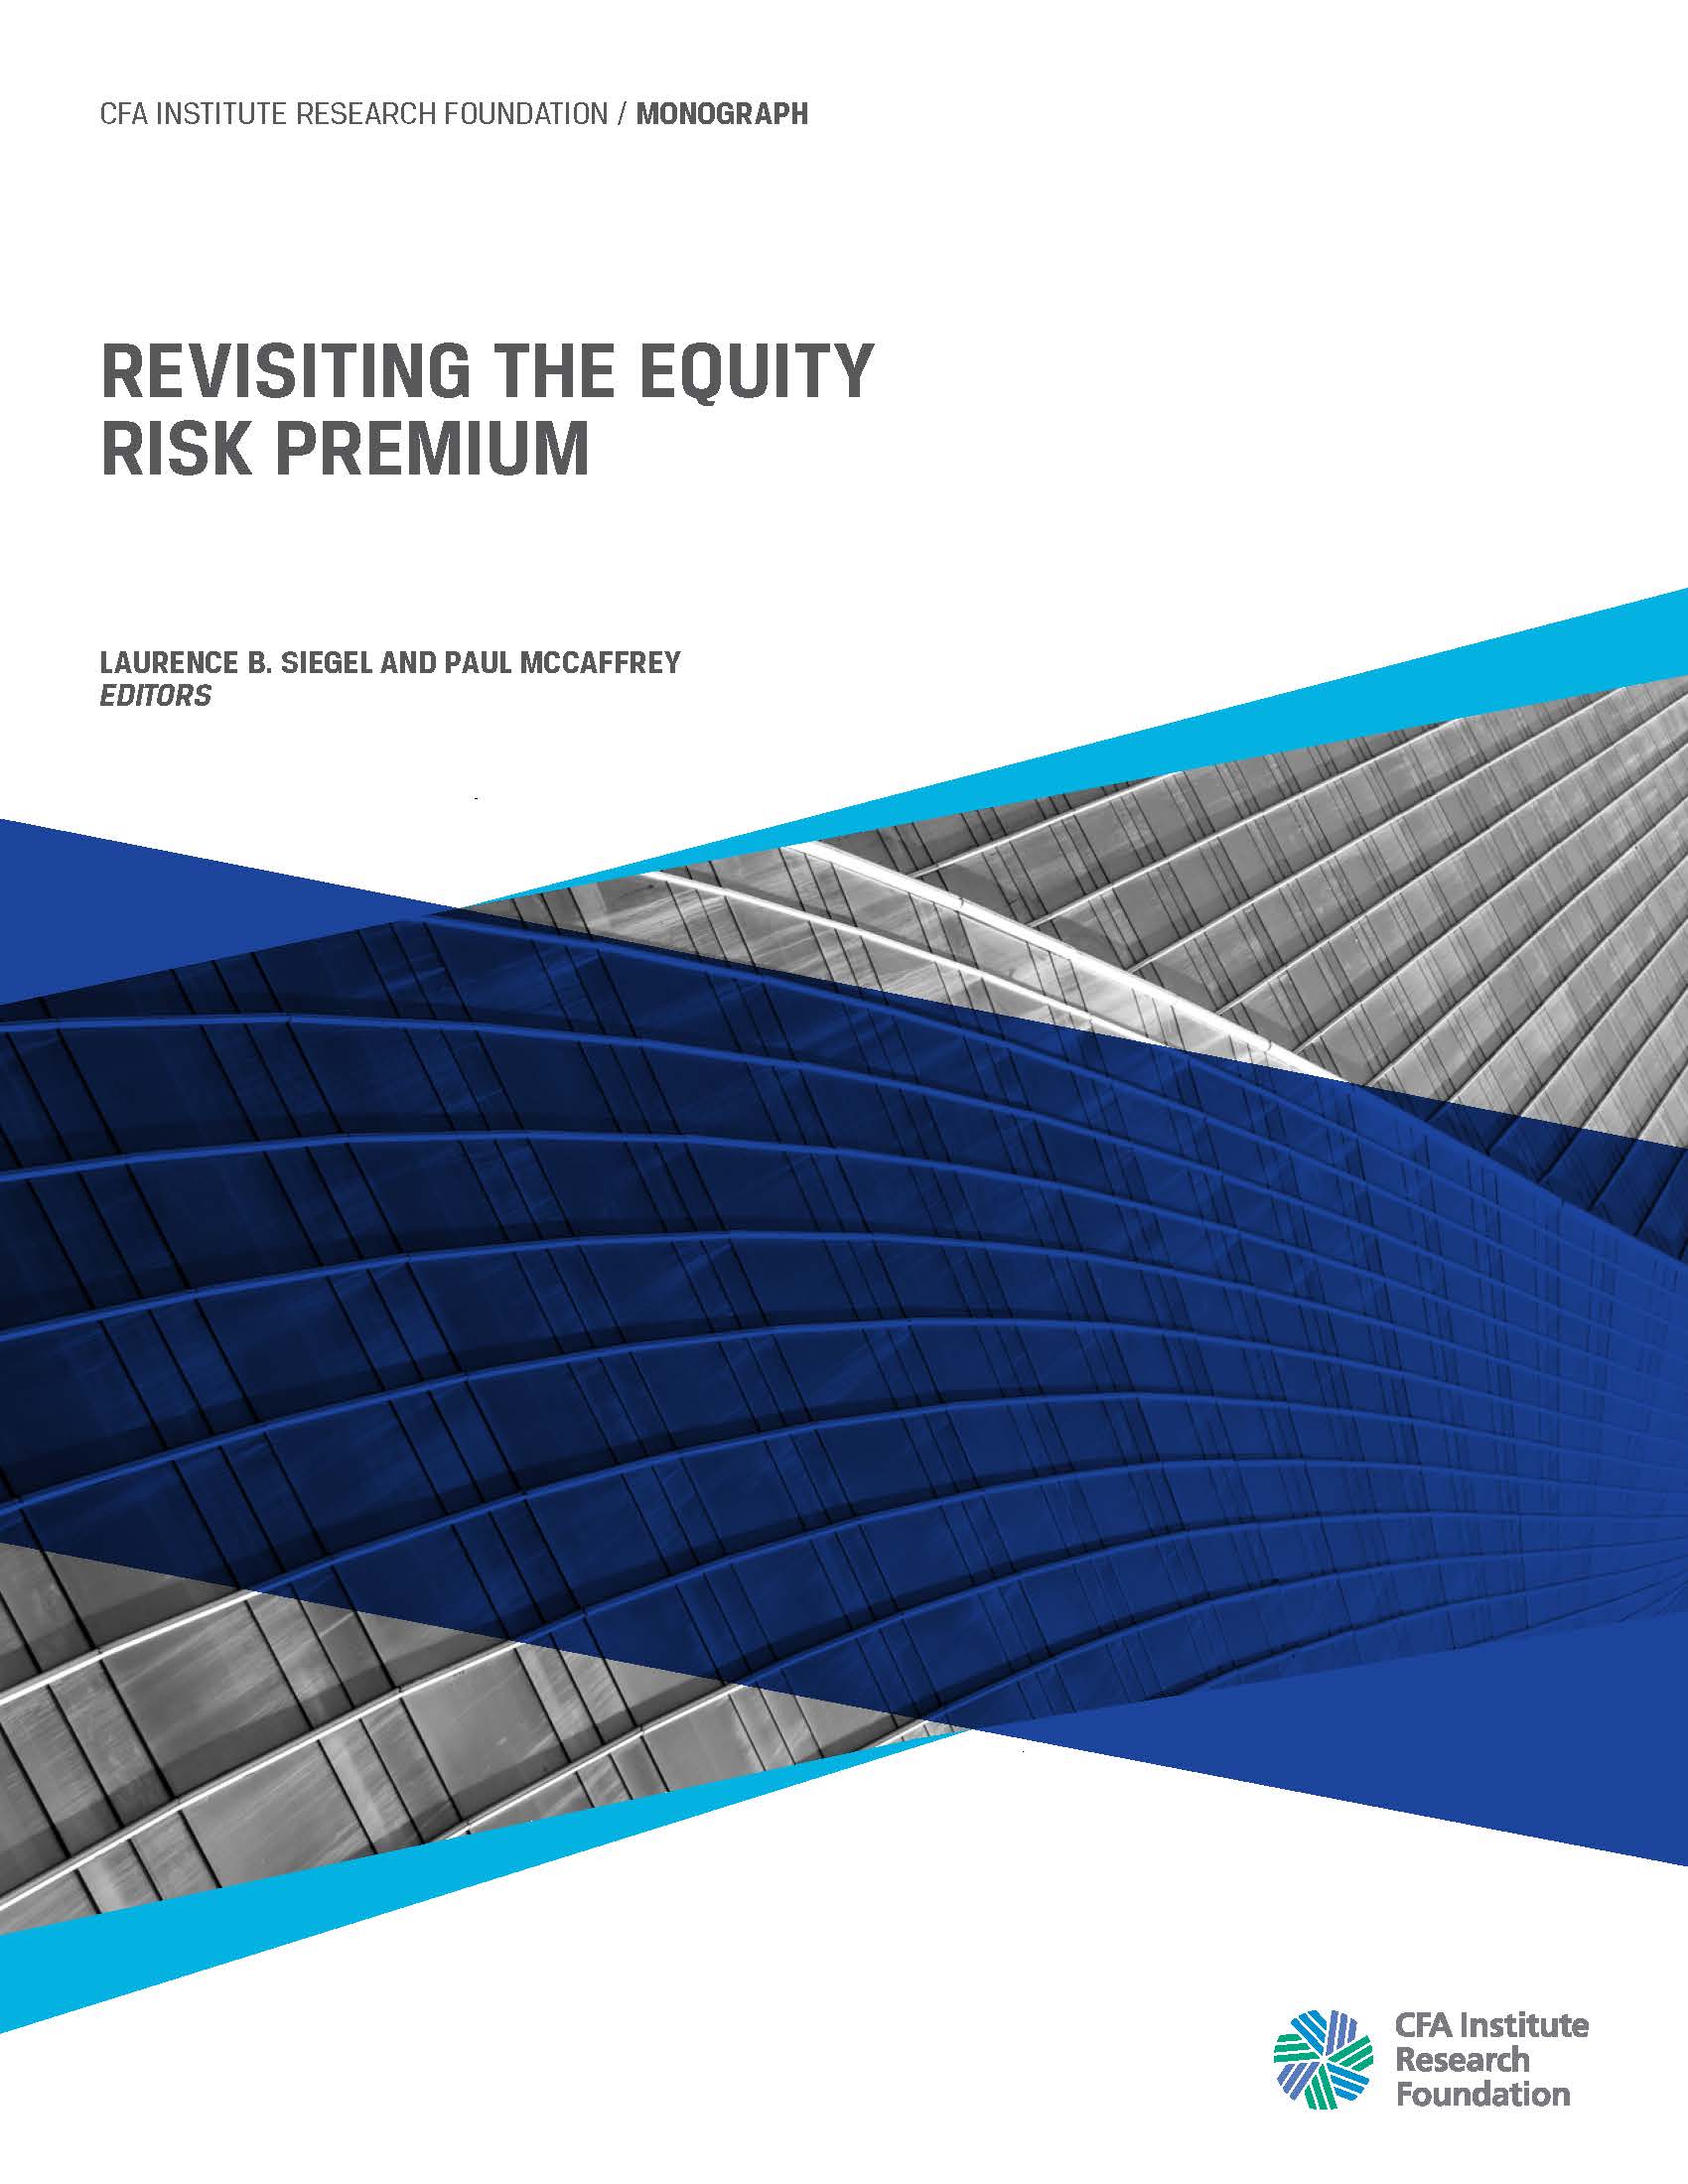 CFA INSTITUTE RESEARCH FOUNDATION / MONOGRAPH
REVISITING THE EQUITY
RISK PREMIUM
LAURENCE B. SIEGEL AND PAUL MCCAFFREY
EDITORS
CFA Institute
Research
Foundation